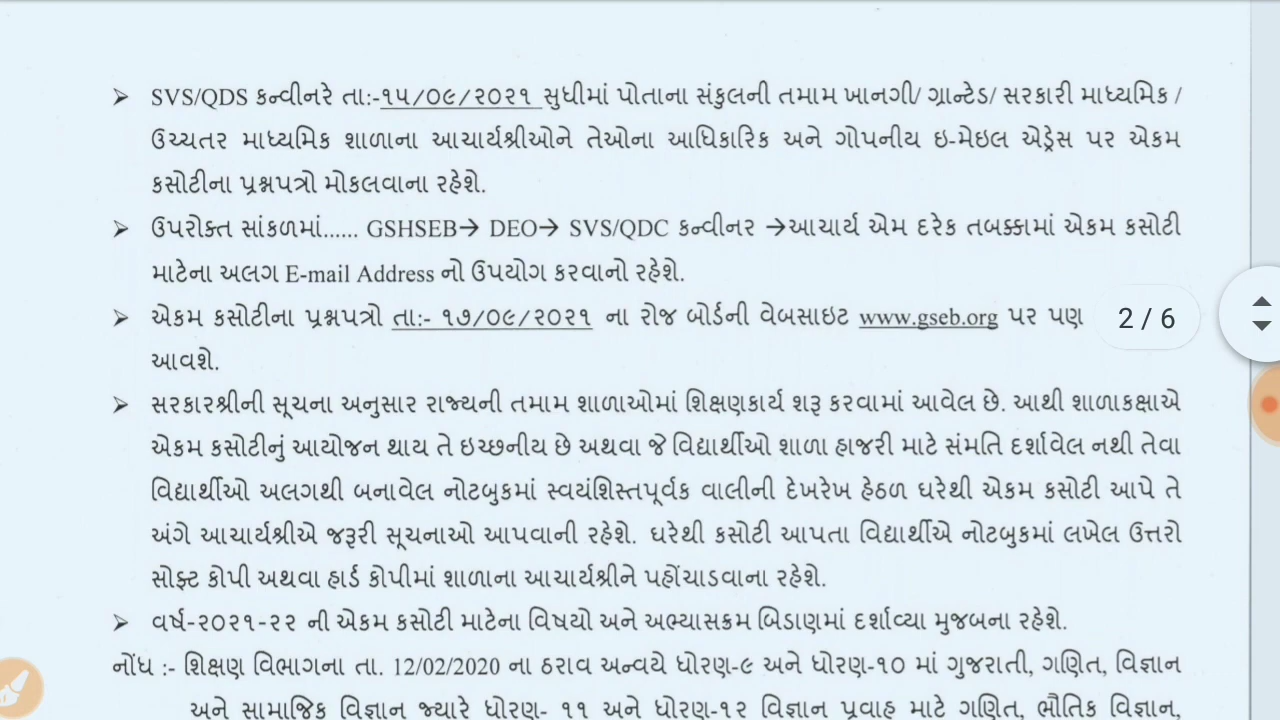 ➤ SVS/QDS કન્વીનરે તા:-૧૫/૦૯/૨૦૨૧ સુધીમાં પોતાના સંકુલની તમામ ખાનગી/ ગ્રાન્ટેડ/ સરકારી માધ્યમિક /
ઉચ્યતર માધ્યમિક શાળાના આચાર્યશ્રીઓને તેઓના આધિકારિક અને ગોપનીય ઇ-મેઇલ એડ્રેસ પર એકમ
કસોટીના પ્રશ્નપત્રો મોકલવાના રહેશે.
➤ ઉપરોક્ત સાંકળમાં...... GSHSEB→ DEO→ SVS/QDC કન્વીનર →આચાર્ય એમ દરેક તબક્કામાં એકમ કસોટી
માટેના અલગ E-mail Address નો ઉપયોગ કરવાનો રહેશે.
➤ એકમ કસોટીના પ્રશ્નપત્રો તા:- ૧૭/૦૯/૨૦૨૧ ના રોજ બોર્ડની વેબસાઇટ www.gseb.org પર પણ
2 / 6
આવશે.
➤ સરકારશ્રીની સૂચના અનુસાર રાજ્યની તમામ શાળાઓમાં શિક્ષણકાર્ય શરૂ કરવામાં આવેલ છે. આથી શાળાકક્ષાએ
એકમ કસોટીનું આયોજન થાય તે ઇચ્છનીય છે અથવા જે વિદ્યાર્થીઓ શાળા હાજરી માટે સંમતિ દર્શાવેલ નથી તેવા
વિદ્યાર્થીઓ અલગથી બનાવેલ નોટબુકમાં સ્વયંશિસ્તપૂર્વક વાલીની દેખરેખ હેઠળ ઘરેથી એકમ કસોટી આપે તે
અંગે આચાર્યશ્રીએ જરૂરી સૂચનાઓ આપવાની રહેશે. ઘરેથી કસોટી આપતા વિદ્યાર્થીએ નોટબુકમાં લખેલ ઉત્તરો
સોફ્ટ કોપી અથવા હાર્ડ કોપીમાં શાળાના આચાર્યશ્રીને પહોંચાડવાના રહેશે.
➤ વર્ષ-૨૦૨૧-૨૨ ની એકમ કસોટી માટેના વિષયો અને અભ્યાસક્રમ બિડાણમાં દર્શાવ્યા મુજબના રહેશે.
નોંધ :- શિક્ષણ વિભાગના તા. 12/02/2020 ના ઠરાવ અન્વયે ધોરણ-૯ અને ધોરણ-૧૦ માં ગુજરાતી, ગણિત, વિજ્ઞાન
અને સામાજિક વિજ્ઞાન જ્યારે ધોરણ- ૧૧ અને ધોરણ-૧૨ વિજ્ઞાન પ્રવાહ માટે ગણિત, ભૌતિક વિજ્ઞાન,